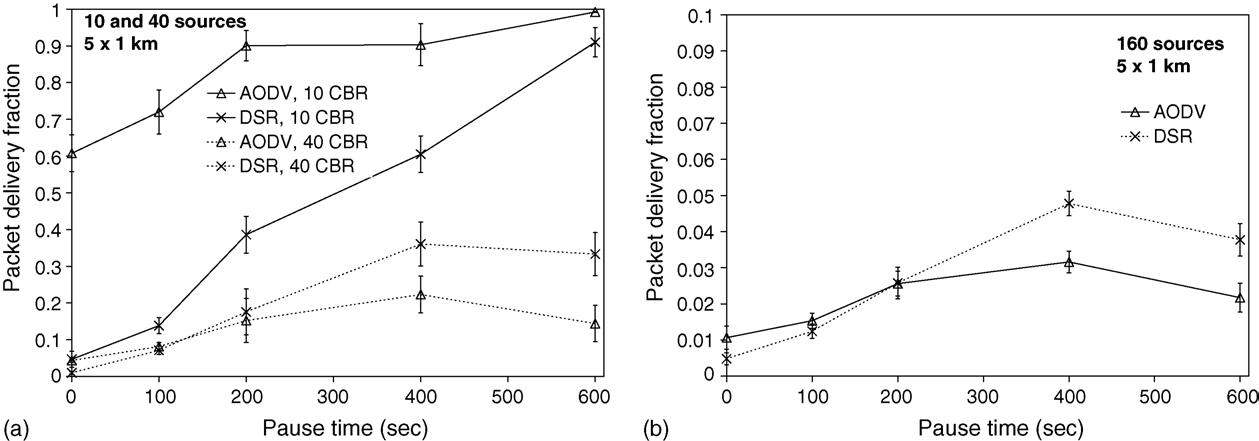 10 and 40 sources
5 x 1 km
AODV, 10 CBR
DSR, 10 CBR
AODV, 40 CBR
DSR, 40 CBR
Packet delivery fraction
1
0.9
0.8
0.7
0.6
0.5
0.4
0.3
0.2
0.1
0
0 100 200 300 400 500 600
Pause time (sec)
(a)
160 sources
5 x 1 km
AODV
DSR
Packet delivery fraction
0.1
0.09
0.08
0.07
0.06
0.05
0.04
0.03
0.02
0.01
0
0 100 200 300 400 500 600
Pause time (sec)
(b)